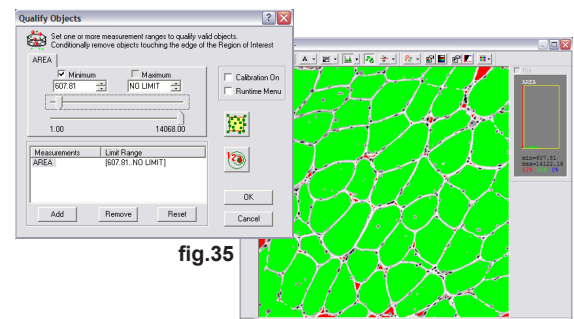 Qualify Objects
Set one or more measurement ranges to qualify valid objects.
Conditionally remove objects touching the edge of the Region of Interest
AREA
Minimum
Maximum
607.81
NO LIMIT
1.00
14068.00
Calibration On
Runtime Menu
Measurements
Limit Range
AREA
[607.81..NO LIMIT]
Add
Remove
Reset
OK
Cancel
fig.35
AREA
min=607.81